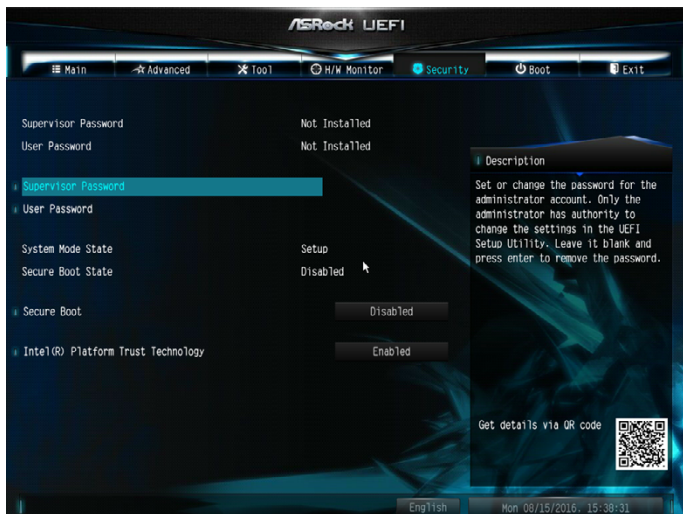 ASRock UEFI
Main Advanced Tool H/W Monitor Security Boot Exit
Supervisor Password Not Installed
User Password Not Installed
Supervisor Password
User Password
System Mode State Setup
Secure Boot State Disabled
Secure Boot Disabled
Intel(R) Platform Trust Technology Enabled
Description
Set or change the password for the
administrator account. Only the
administrator has authority to
change the settings in the UEFI
Setup Utility. Leave it blank and
press enter to remove the password.
Get details via QR code
English Mon 08/15/2016. 15:38:31